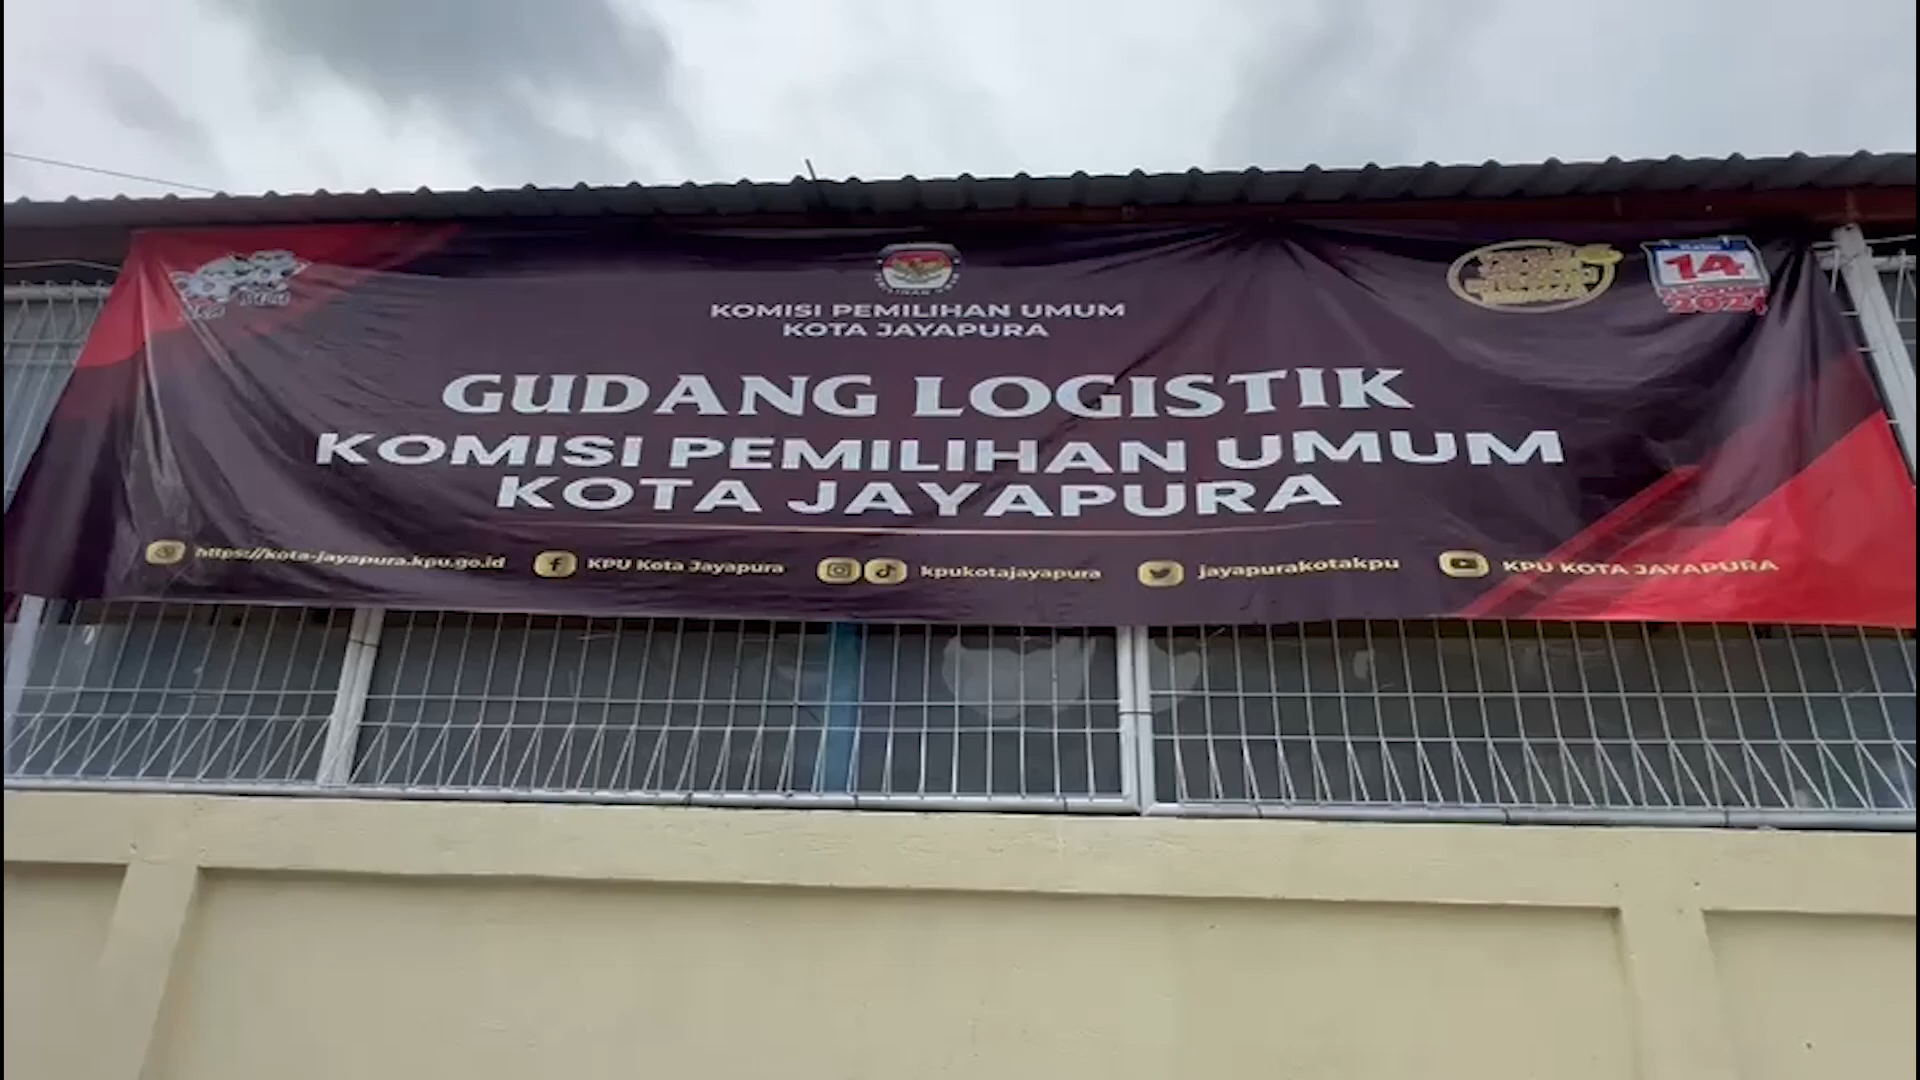 KOMISI PEMILIHAN UMUM
KOTA JAYAPURA
14
2024
GUDANG LOGISTIK
KOMISI PEMILIHAN UMUM
KOTA JAYAPURA
https://kota-jayapura.kpu.go.id KPU Kota Jayapura kpukotajayapura jayapurakotakpu KPU KOTA JAYAPURA